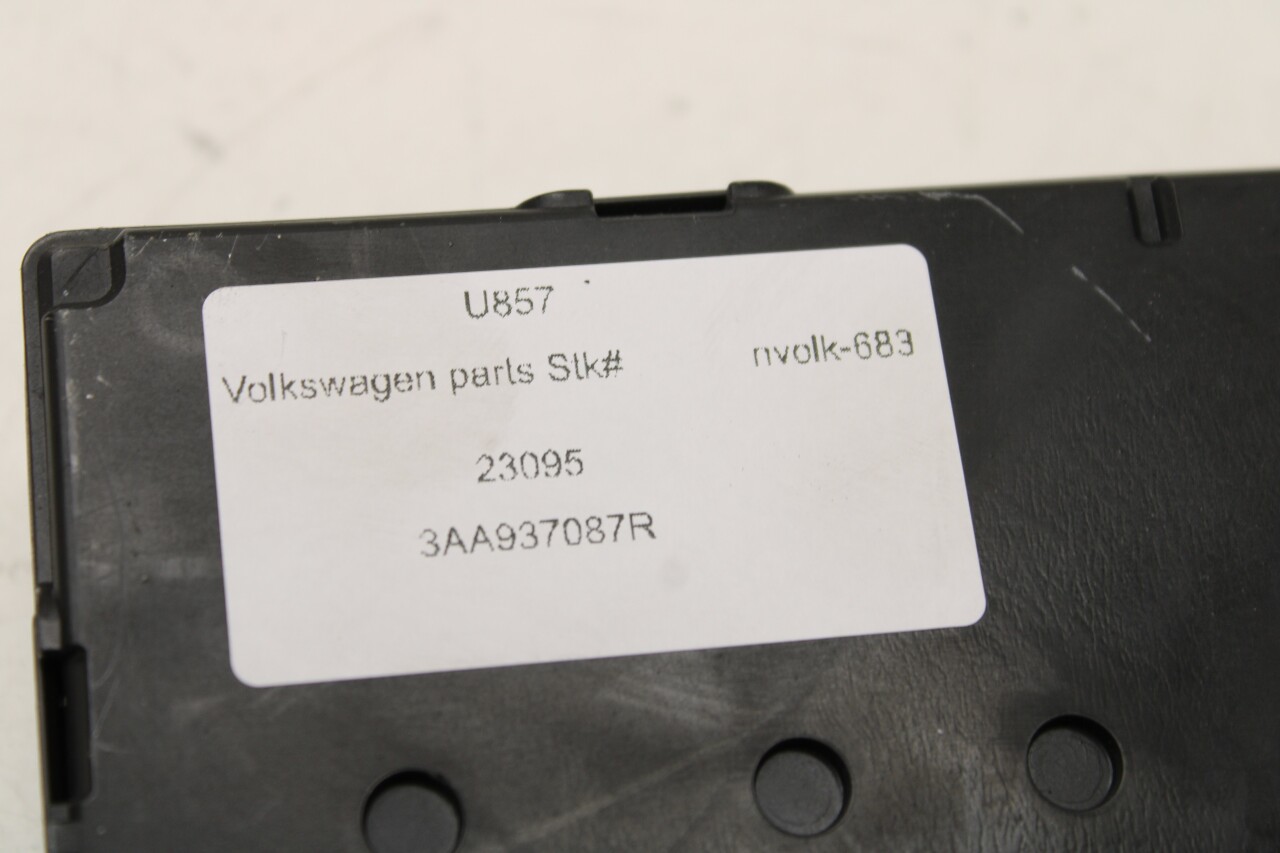 U857
Volkswagen parts Stk# nvolk-683
23095
3AA937087R